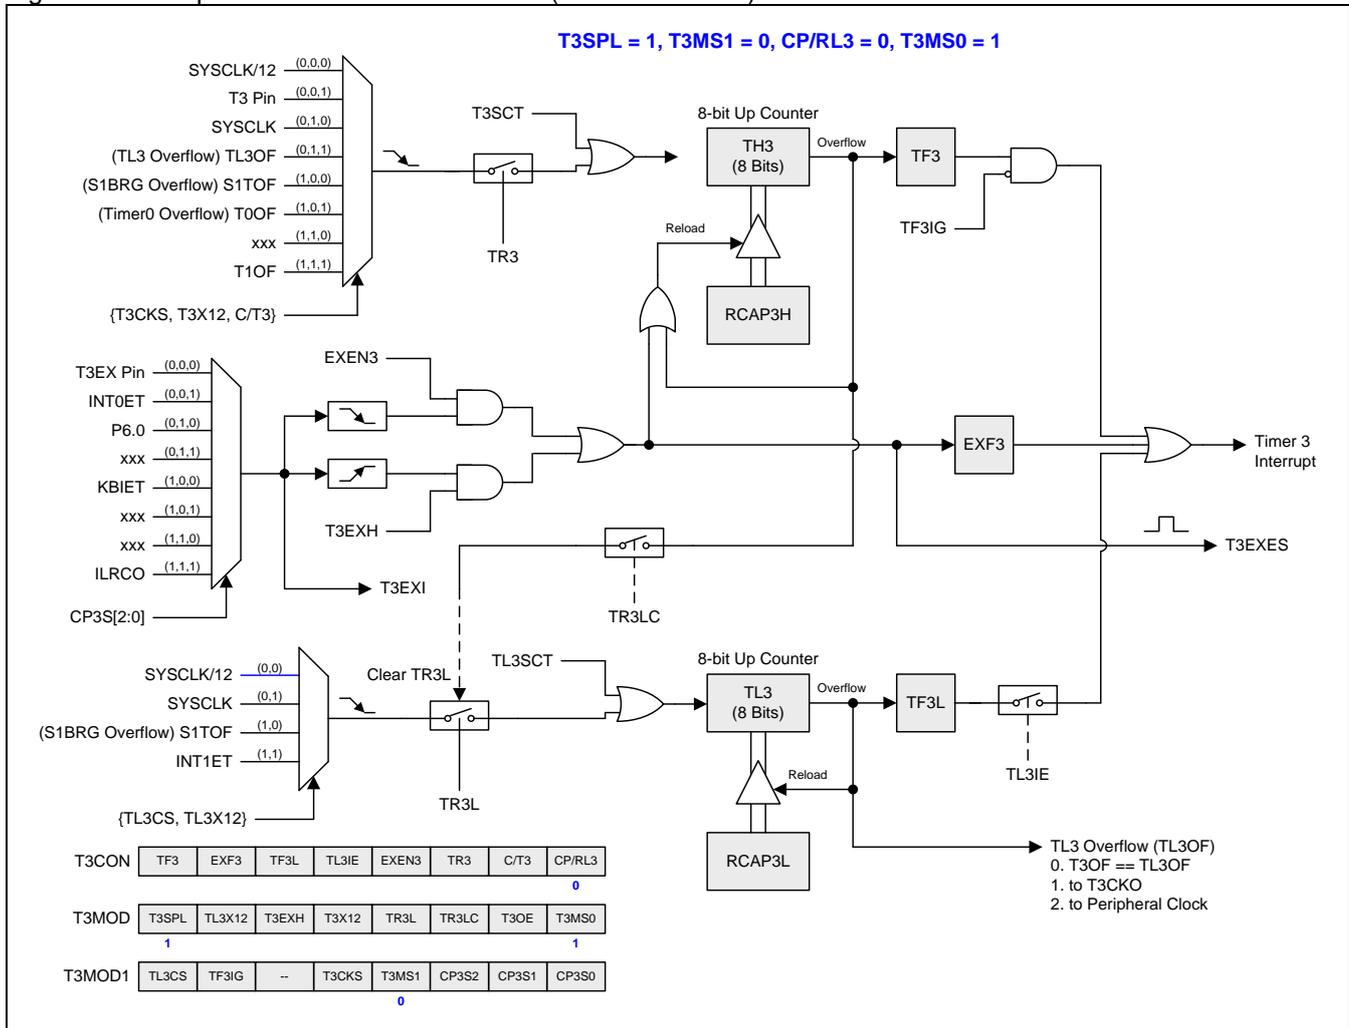 T3SPL = 1, T3MS1 = 0, CP/RL3 = 0, T3MS0 = 1
SYSCLK/12 (0,0,0)
T3 Pin (0,0,1)
SYSCLK (0,1,0)
(TL3 Overflow) TL3OF (0,1,1)
(S1BRG Overflow) S1TOF (1,0,0)
(Timer0 Overflow) T0OF (1,0,1)
xxx (1,1,0)
T1OF (1,1,1)
{T3CKS, T3X12, C/T3}
TR3
T3SCT
8-bit Up Counter
TH3
(8 Bits)
Overflow
TF3
TF3IG
Reload
RCAP3H
T3EX Pin (0,0,0)
INT0ET (0,0,1)
P6.0 (0,1,0)
xxx (0,1,1)
KBIET (1,0,0)
xxx (1,0,1)
xxx (1,1,0)
ILRCO (1,1,1)
CP3S[2:0]
EXEN3
T3EXH
T3EXI
EXF3
Timer 3
Interrupt
T3EXES
TR3LC
SYSCLK/12 (0,0)
SYSCLK (0,1)
(S1BRG Overflow) S1TOF (1,0)
INT1ET (1,1)
{TL3CS, TL3X12}
Clear TR3L
TR3L
TL3SCT
8-bit Up Counter
TL3
(8 Bits)
Overflow
TF3L
TL3IE
Reload
RCAP3L
TL3 Overflow (TL3OF)
0. T3OF == TL3OF
1. to T3CKO
2. to Peripheral Clock
T3CON TF3 EXF3 TF3L TL3IE EXEN3 TR3 C/T3 CP/RL3
0
T3MOD T3SPL TL3X12 T3EXH T3X12 TR3L TR3LC T3OE T3MS0
1 1
T3MOD1 TL3CS TF3IG -- T3CKS T3MS1 CP3S2 CP3S1 CP3S0
0